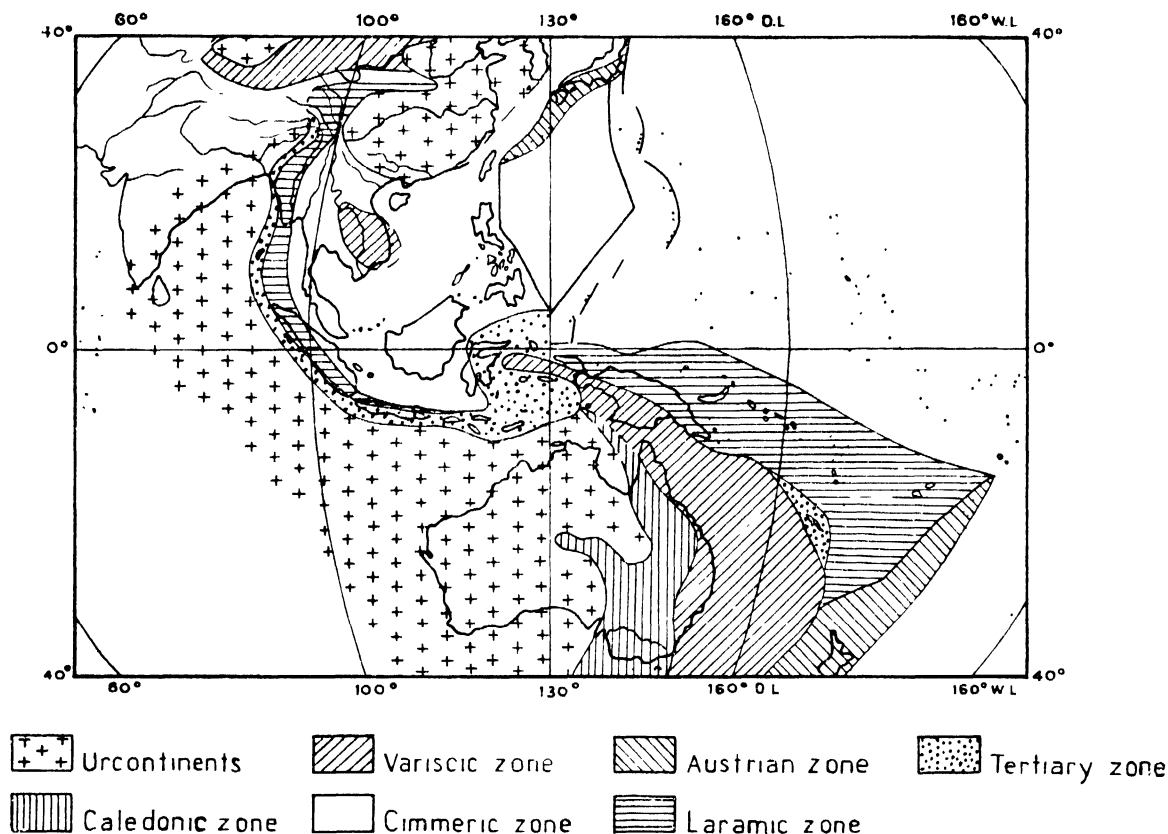 60° 100° 130° 160° O.L 160° W.L
40° 40°
0° 0°
40° 40°
60° 100° 130° 160° O.L 160° W.L
Urcontinents Variscic zone Austrian zone Tertiary zone
Caledonic zone Cimmeric zone Laramic zone